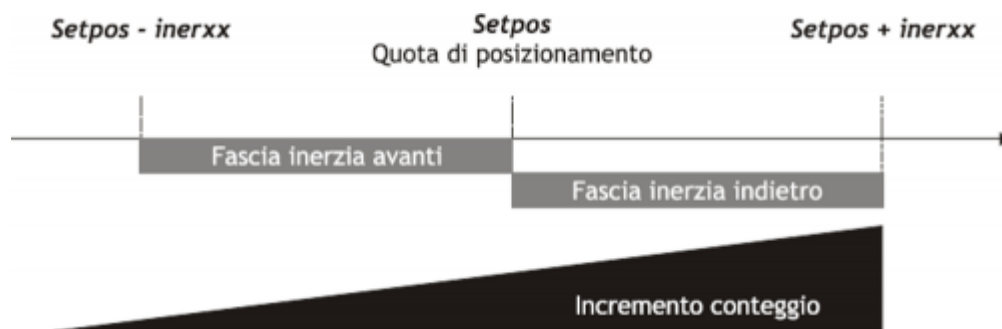 Setpos - inerxx
Setpos
Quota di posizionamento
Setpos + inerxx
Fascia inerzia avanti
Fascia inerzia indietro
Incremento conteggio